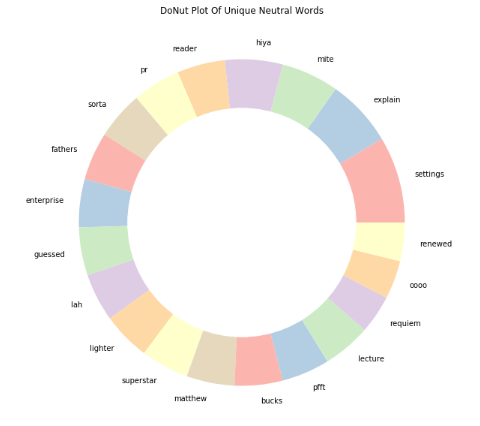 DoNut Plot Of Unique Neutral Words
hiya
reader
mite
pr
explain
sorta
fathers
settings
enterprise
renewed
guessed
oooo
lah
requiem
lighter
lecture
superstar
pfft
matthew
bucks